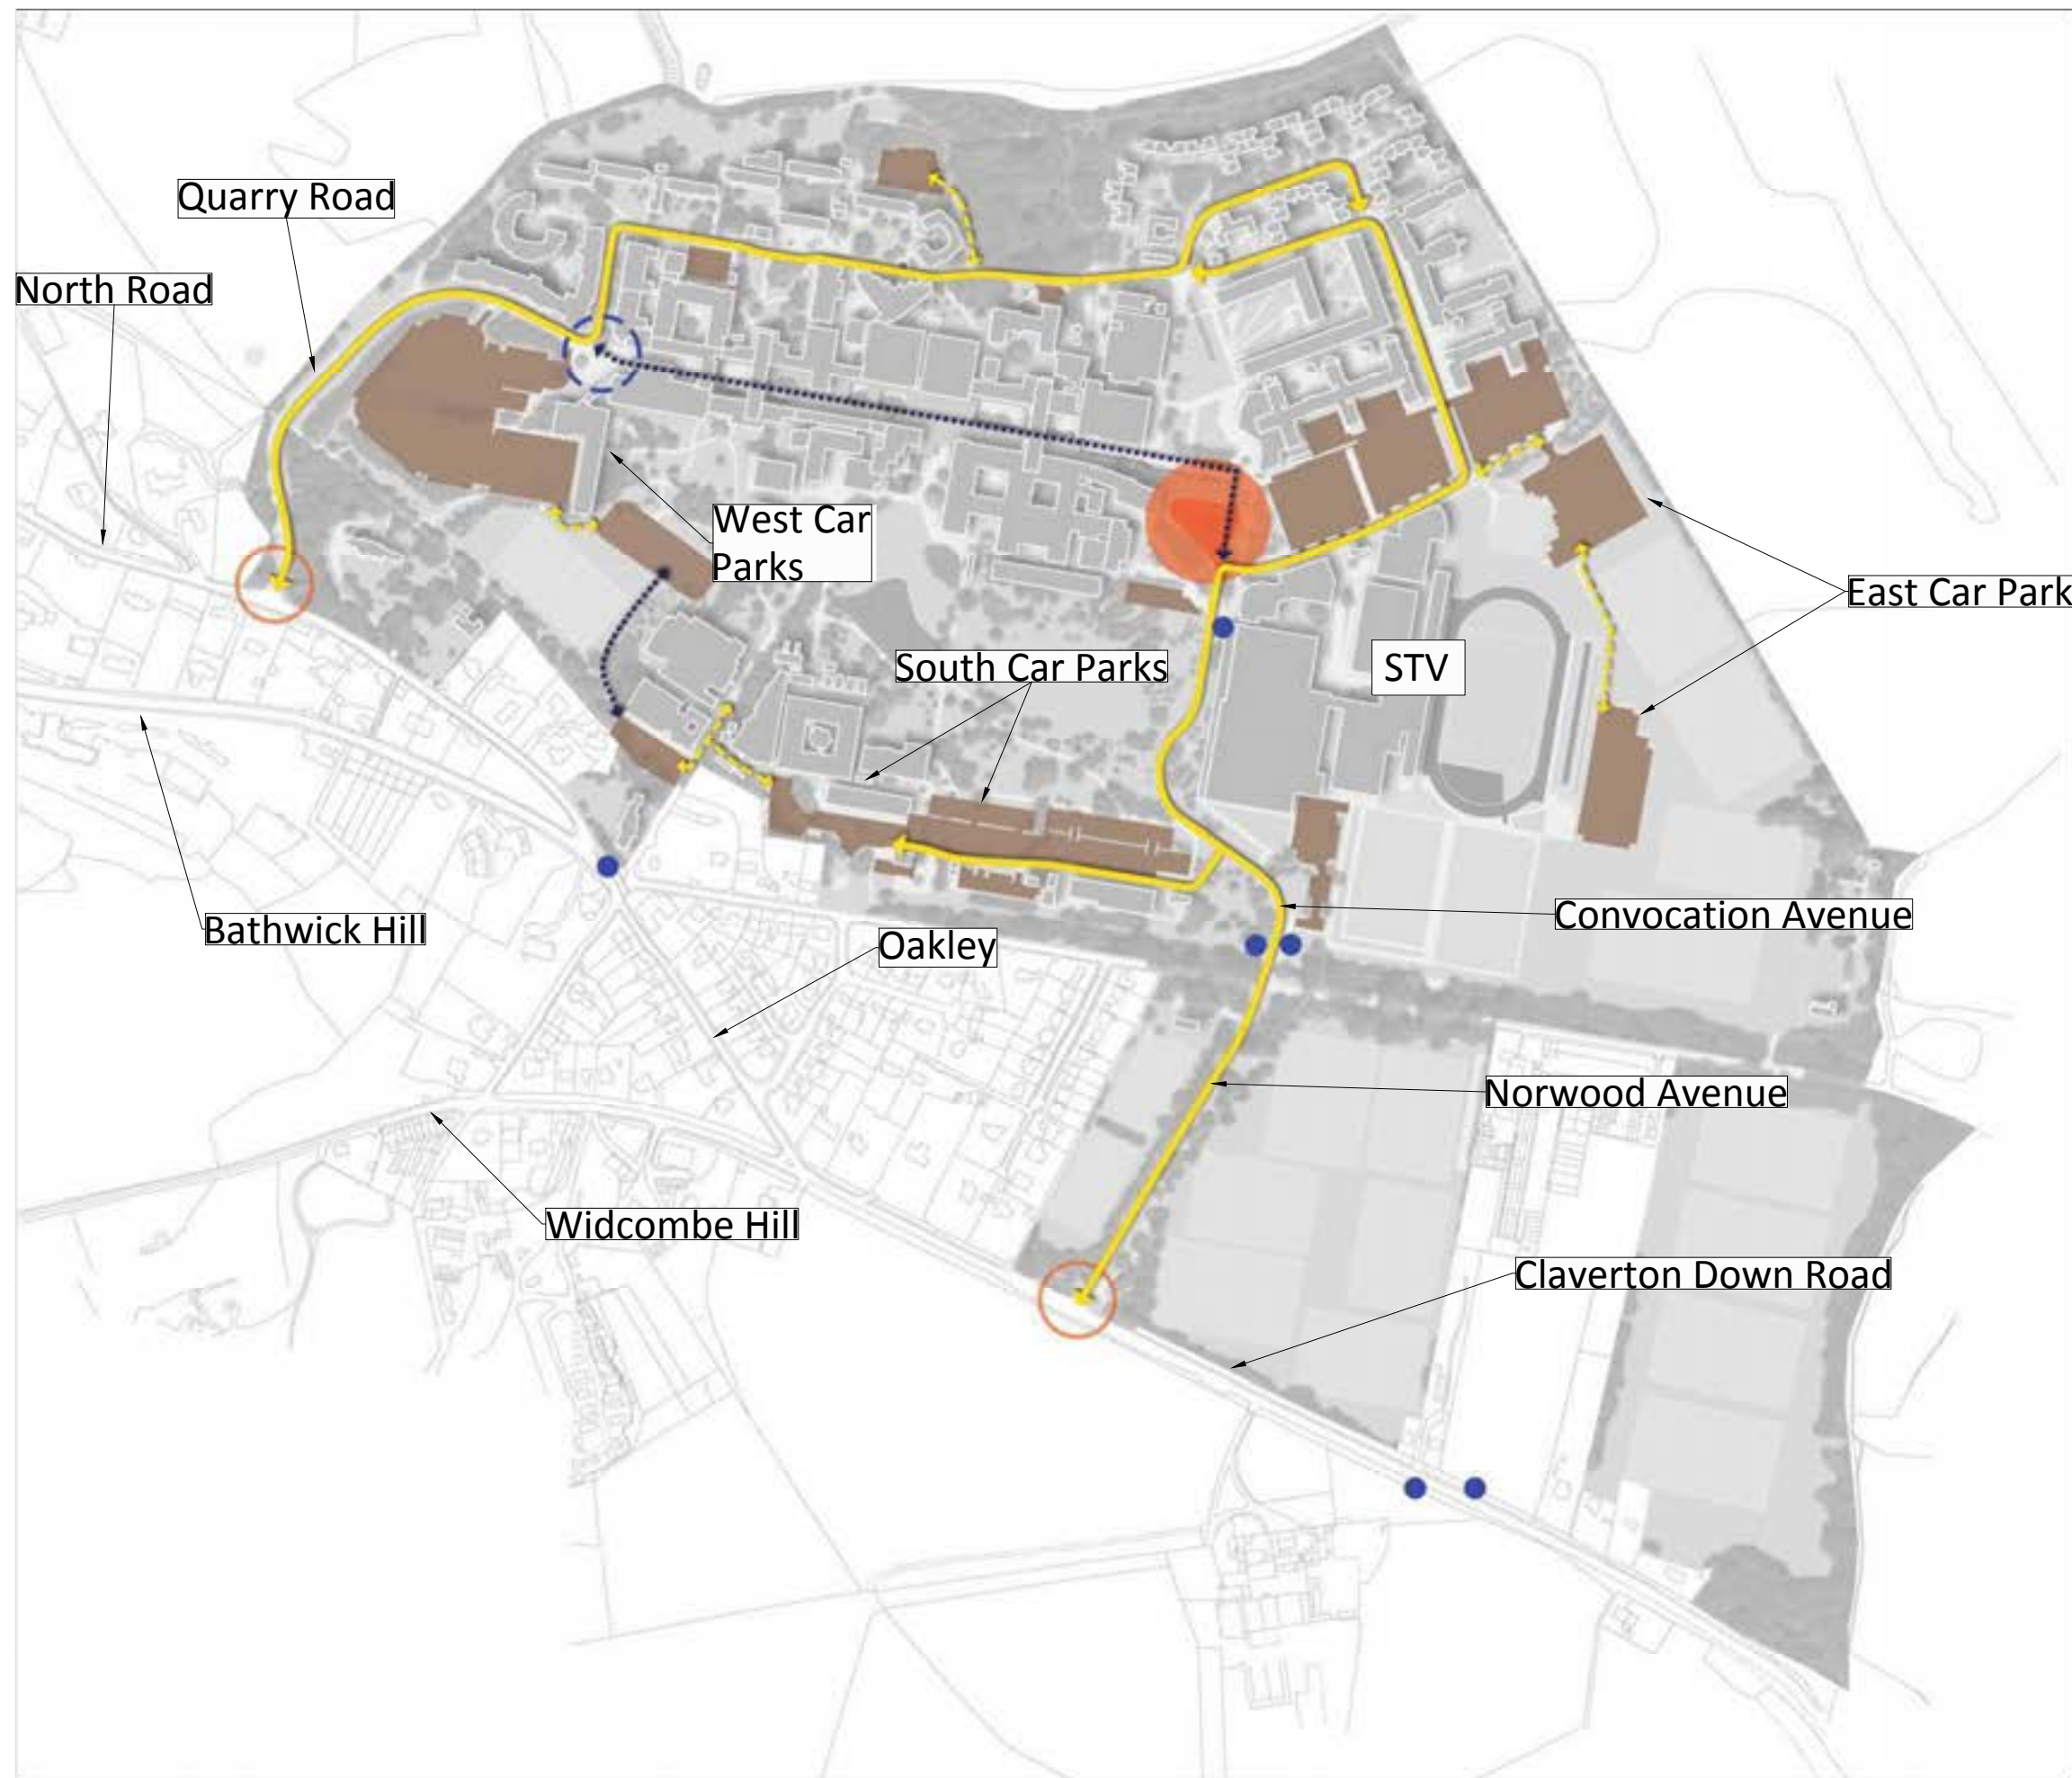 Quarry Road
North Road
West Car
Parks
East Car Park
South Car Parks
STV
Convocation Avenue
Bathwick Hill
Oakley
Norwood Avenue
Widcombe Hill
Claverton Down Road